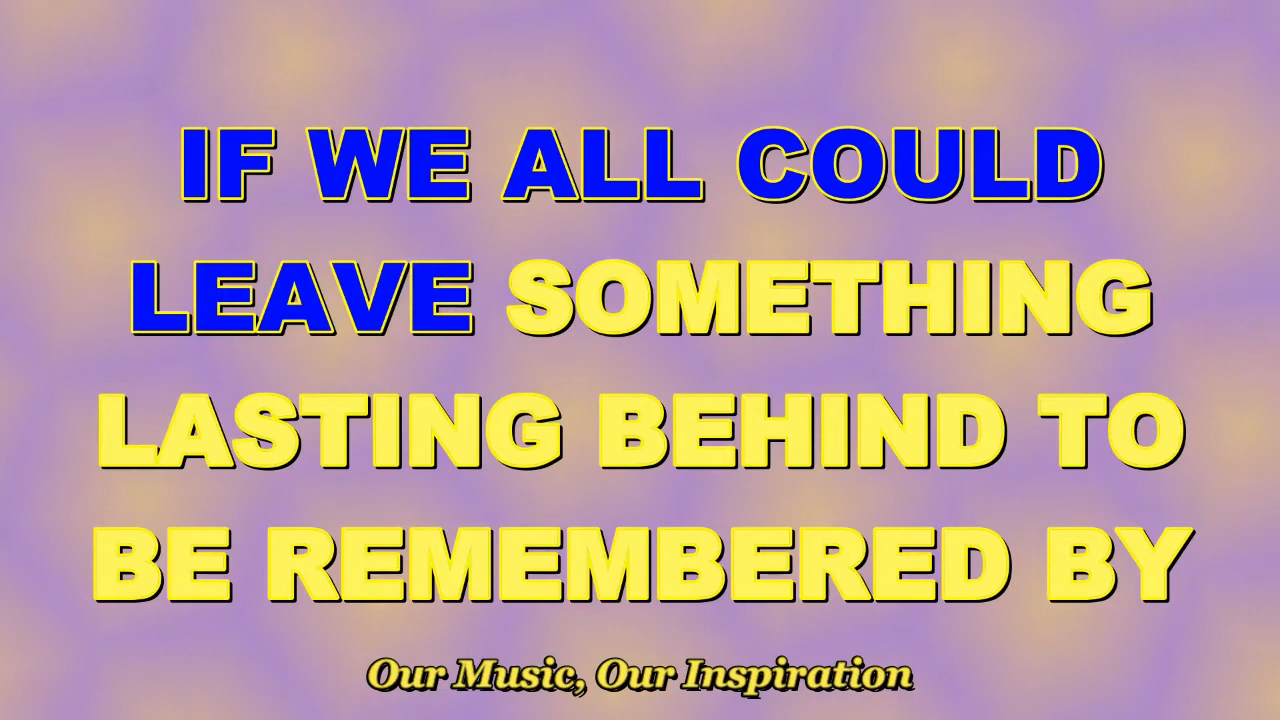 IF WE ALL COULD
LEAVE SOMETHING
LASTING BEHIND TO
BE REMEMBERED BY
Our Music, Our Inspiration